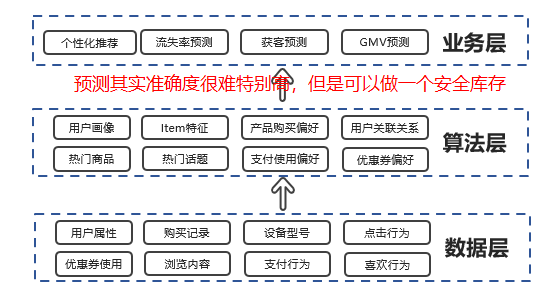 个性化推荐 流失率预测 获客预测 GMV预测 业务层
预测其实准确度很难特别高，但是可以做一个安全库存
用户画像 Item特征 产品购买偏好 用户关联关系
算法层
热门商品 热门话题 支付使用偏好 优惠券偏好
用户属性 购买记录 设备型号 点击行为
数据层
优惠券使用 浏览内容 支付行为 喜欢行为